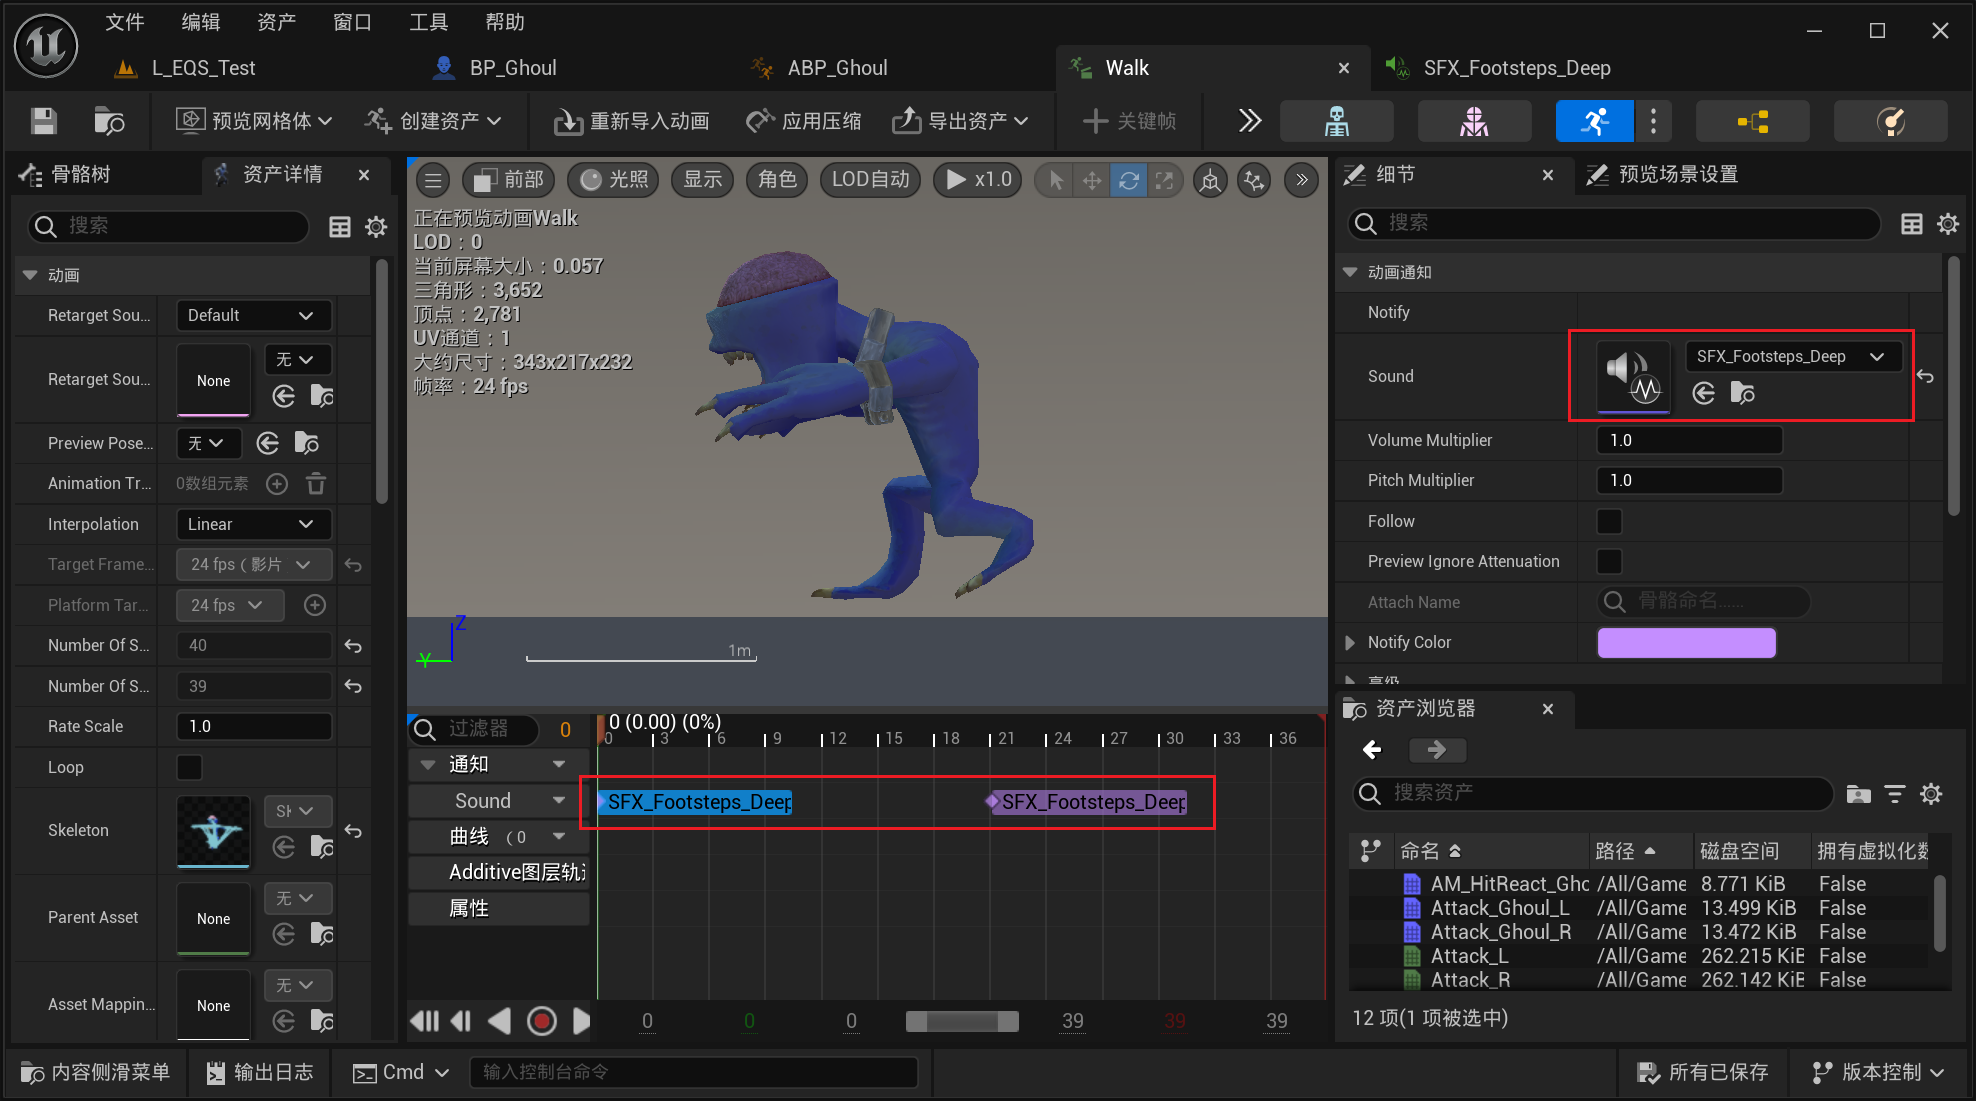 文件 编辑 资产 窗口 工具 帮助
L_EQS_Test BP_Ghoul ABP_Ghoul Walk SFX_Footsteps_Deep
预览网格体 创建资产 重新导入动画 应用压缩 导出资产 关键帧
骨骼树 资产详情
搜索
动画
Retarget Sou... Default
Retarget Sou... None 无
Preview Pose... 无
Animation Tr... 0数组元素
Interpolation Linear
Target Frame... 24 fps ( 影片
Platform Tar... 24 fps
Number Of S... 40
Number Of S... 39
Rate Scale 1.0
Loop
Skeleton
Parent Asset None 无
Asset Mappin... None 无
前部 光照 显示 角色 LOD自动 x1.0
正在预览动画Walk
LOD：0
当前屏幕大小：0.057
三角形：3,652
顶点：2,781
UV通道：1
大约尺寸：343x217x232
帧率：24 fps
Z
Y
1m
过滤器 0
0 (0.00) (0%)
0 3 6 9 12 15 18 21 24 27 30 33 36
通知
Sound SFX_Footsteps_Deep SFX_Footsteps_Deep
曲线 ( 0
Additive图层轨
属性
0 0 0 39 39 39
细节 预览场景设置
搜索
动画通知
Notify
Sound SFX_Footsteps_Deep
Volume Multiplier 1.0
Pitch Multiplier 1.0
Follow
Preview Ignore Attenuation
Attach Name 骨骼命名......
Notify Color
高级
资产浏览器
搜索资产
命名 路径 磁盘空间 拥有虚拟化数
AM_HitReact_Gho /All/Game 8.771 KiB False
Attack_Ghoul_L /All/Game 13.499 KiB False
Attack_Ghoul_R /All/Game 13.472 KiB False
Attack_L /All/Game 262.215 KiB False
Attack_R /All/Game 262.142 KiB False
12 项(1 项被选中)
内容侧滑菜单 输出日志 Cmd 输入控制台命令 所有已保存 版本控制